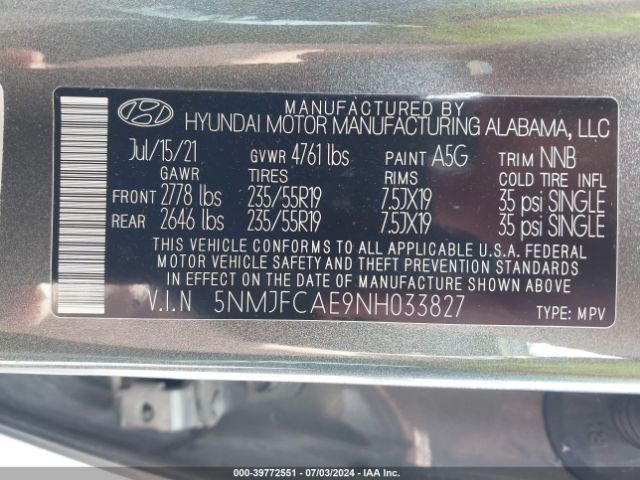 MANUFACTURED BY
HYUNDAI MOTOR MANUFACTURING ALABAMA, LLC
Jul/15/21 GVWR 4761 lbs PAINT A5G TRIM NNB
GAWR TIRES RIMS COLD TIRE INFL
FRONT 2778 lbs 235/55R19 7.5JX19 35 psi SINGLE
REAR 2646 lbs 235/55R19 7.5JX19 35 psi SINGLE
THIS VEHICLE CONFORMS TO ALL APPLICABLE U.S.A. FEDERAL
MOTOR VEHICLE SAFETY AND THEFT PREVENTION STANDARDS
IN EFFECT ON THE DATE OF MANUFACTURE SHOWN ABOVE.
V.I.N 5NMJFCAE9NH033827 TYPE: MPV
000-39772551 - 07/03/2024 - IAA Inc.